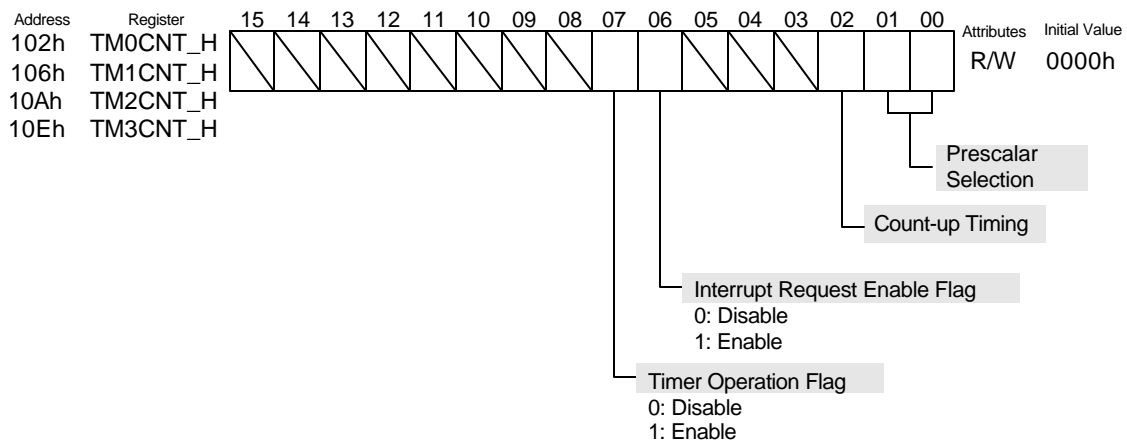 Address Register 15 14 13 12 11 10 09 08 07 06 05 04 03 02 01 00 Attributes Initial Value
102h TM0CNT_H R/W 0000h
106h TM1CNT_H
10Ah TM2CNT_H
10Eh TM3CNT_H
Prescalar
Selection
Count-up Timing
Interrupt Request Enable Flag
0: Disable
1: Enable
Timer Operation Flag
0: Disable
1: Enable